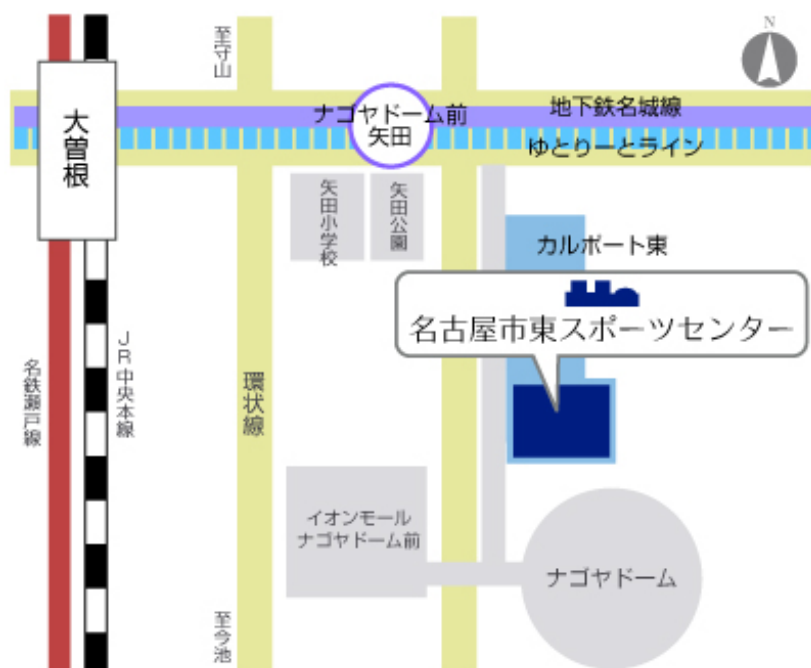 至守山
N
ナゴヤドーム前
矢田
地下鉄名城線
ゆとりーとライン
大曽根
矢田小学校
矢田公園
カルポート東
名古屋市東スポーツセンター
名鉄瀬戸線
JR中央本線
環状線
イオンモール
ナゴヤドーム前
ナゴヤドーム
至今池